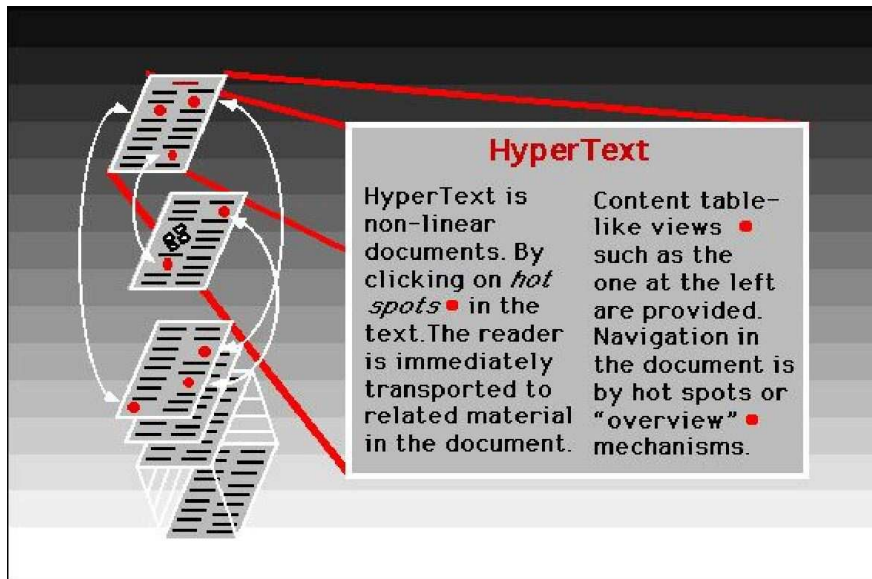 HyperText
HyperText is
non-linear
documents. By
clicking on hot
spots in the
text.The reader
is immediately
transported to
related material
in the document.
Content table-
like views
such as the
one at the left
are provided.
Navigation in
the document is
by hot spots or
“overview”
mechanisms.